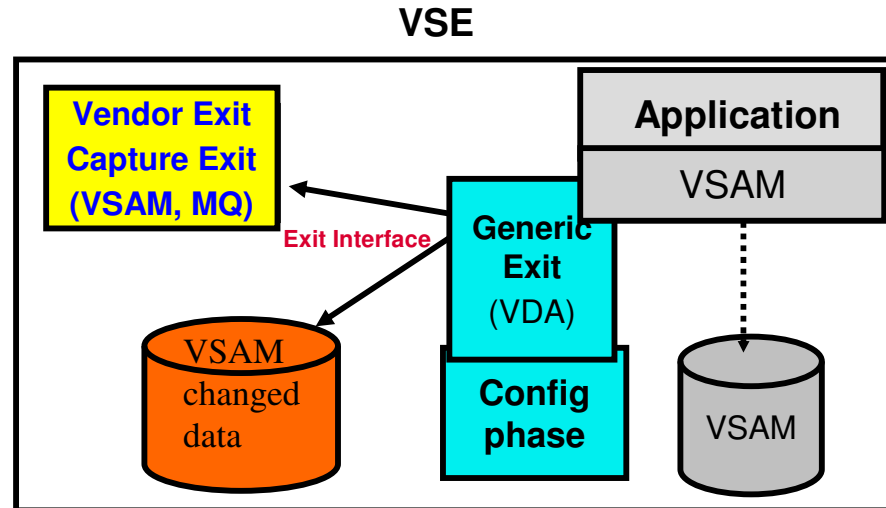 VSE
Vendor Exit
Capture Exit
(VSAM, MQ)
Application
VSAM
Exit Interface
Generic
Exit
(VDA)
VSAM
changed
data
Config
phase
VSAM